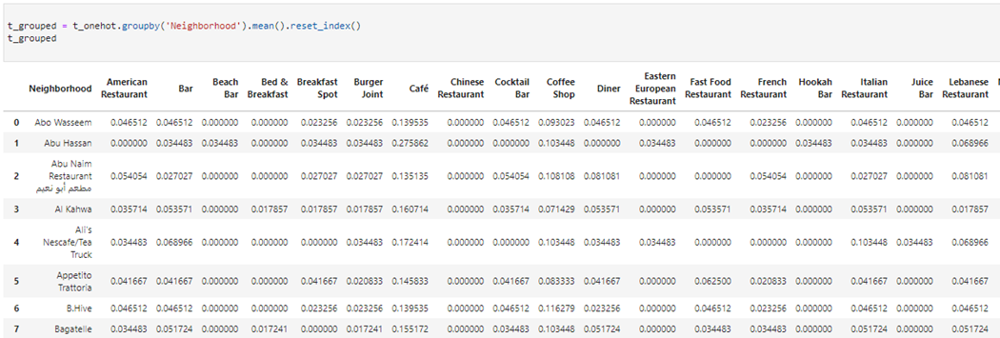 t_grouped = t_onehot.groupby('Neighborhood').mean().reset_index()
t_grouped
Neighborhood American Restaurant Bar Beach Bar Bed & Breakfast Breakfast Spot Burger Joint Café Chinese Restaurant Cocktail Bar Coffee Shop Diner Eastern European Restaurant Fast Food Restaurant French Restaurant Hookah Bar Italian Restaurant Juice Bar Lebanese Restaurant
0 Abo Wasseem 0.046512 0.046512 0.000000 0.000000 0.023256 0.023256 0.139535 0.000000 0.046512 0.093023 0.046512 0.000000 0.046512 0.023256 0.000000 0.046512 0.000000 0.046512
1 Abu Hassan 0.000000 0.034483 0.034483 0.000000 0.034483 0.034483 0.275862 0.000000 0.000000 0.103448 0.000000 0.034483 0.000000 0.000000 0.034483 0.034483 0.000000 0.068966
2 Abu Naim Restaurant مطعم أبو نعيم 0.054054 0.027027 0.000000 0.000000 0.027027 0.027027 0.135135 0.000000 0.054054 0.108108 0.081081 0.000000 0.000000 0.054054 0.000000 0.027027 0.000000 0.081081
3 Al Kahwa 0.035714 0.053571 0.000000 0.017857 0.017857 0.017857 0.160714 0.000000 0.035714 0.071429 0.053571 0.000000 0.053571 0.035714 0.000000 0.053571 0.000000 0.017857
4 Ali's Nescafe/Tea Truck 0.034483 0.068966 0.000000 0.000000 0.000000 0.034483 0.172414 0.000000 0.000000 0.103448 0.034483 0.034483 0.000000 0.000000 0.000000 0.103448 0.034483 0.068966
5 Appetito Trattoria 0.041667 0.041667 0.000000 0.000000 0.041667 0.020833 0.145833 0.000000 0.041667 0.083333 0.041667 0.000000 0.062500 0.020833 0.000000 0.041667 0.000000 0.041667
6 B.Hive 0.046512 0.046512 0.000000 0.000000 0.023256 0.023256 0.139535 0.000000 0.046512 0.116279 0.023256 0.000000 0.046512 0.023256 0.000000 0.046512 0.000000 0.046512
7 Bagatelle 0.034483 0.051724 0.000000 0.017241 0.000000 0.017241 0.155172 0.000000 0.034483 0.103448 0.051724 0.000000 0.034483 0.034483 0.000000 0.051724 0.000000 0.051724